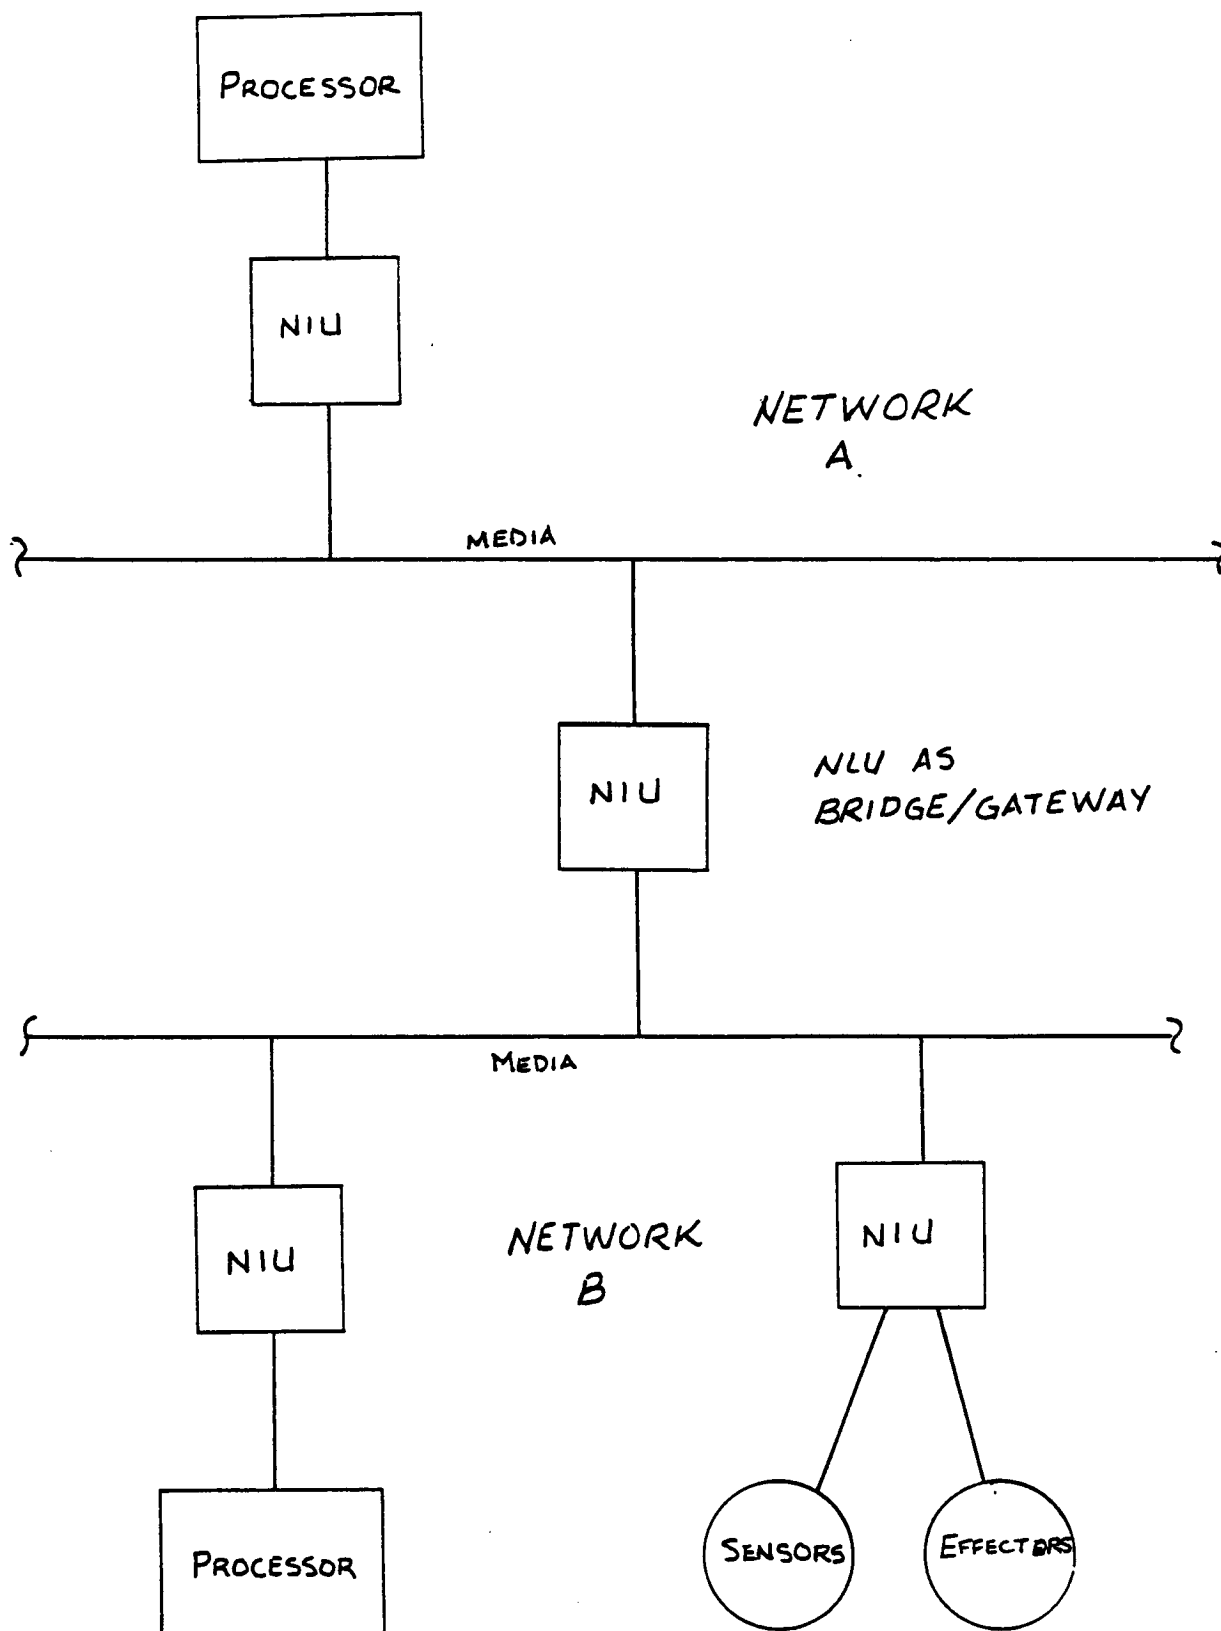 PROCESSOR
NIU
NETWORK
A.
MEDIA
NIU
NLU AS
BRIDGE/GATEWAY
MEDIA
NIU
NETWORK
B
NIU
PROCESSOR
SENSORS
EFFECTORS